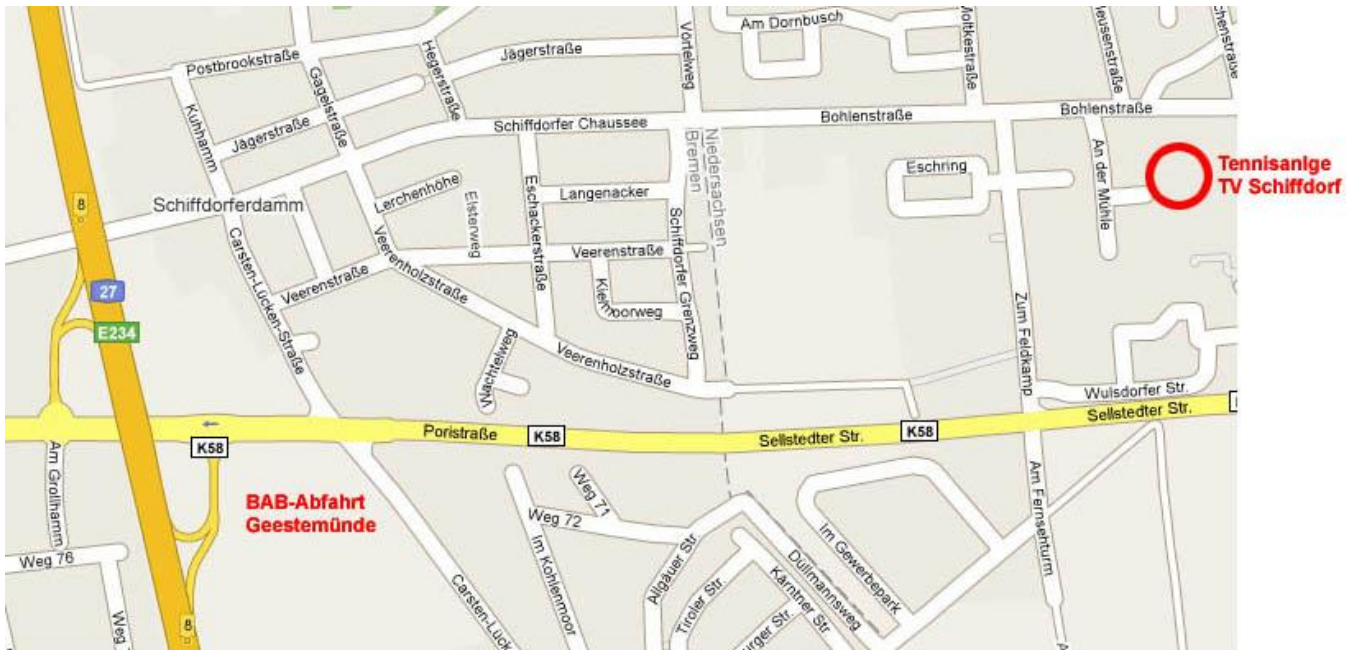 Am Dornbusch
Vörtelweg
Moltkestraße
Postbrookstraße
Hegerstraße
Jägerstraße
Gagelstraße
Kuhhamm
Jägerstraße
Schiffdorfer Chaussee
Bohlenstraße
Bohlenstraße
Niedersachsen
Bremen
An der Mühle
Eschring
Tennisanlge
TV Schiffdorf
Lerchenhöhe
Elsterweg
Eschackerstraße
Langenacker
Schiffdorferdamm
8
Carsten-Lücken-Straße
Veerenholzstraße
Veerenstraße
Veerenstraße
Schiffdorfer Grenzweg
Kielmoorweg
27
E234
Zum Feldkamp
Wachtelweg
Veerenholzstraße
Wulsdorfer Str.
Sellstedter Str.
Poristraße
K58
Sellstedter Str.
K58
K58
Am Grollhamm
BAB-Abfahrt
Geestemünde
Weg 71
Weg 72
Im Kohlenmoor
Allgäuer Str
Tiroler Str
Kärntner Str
Düllmannsweg
Im Gewerbepark
Am Fernsehturm
Weg 76
Weg
Carsten-Lück
8